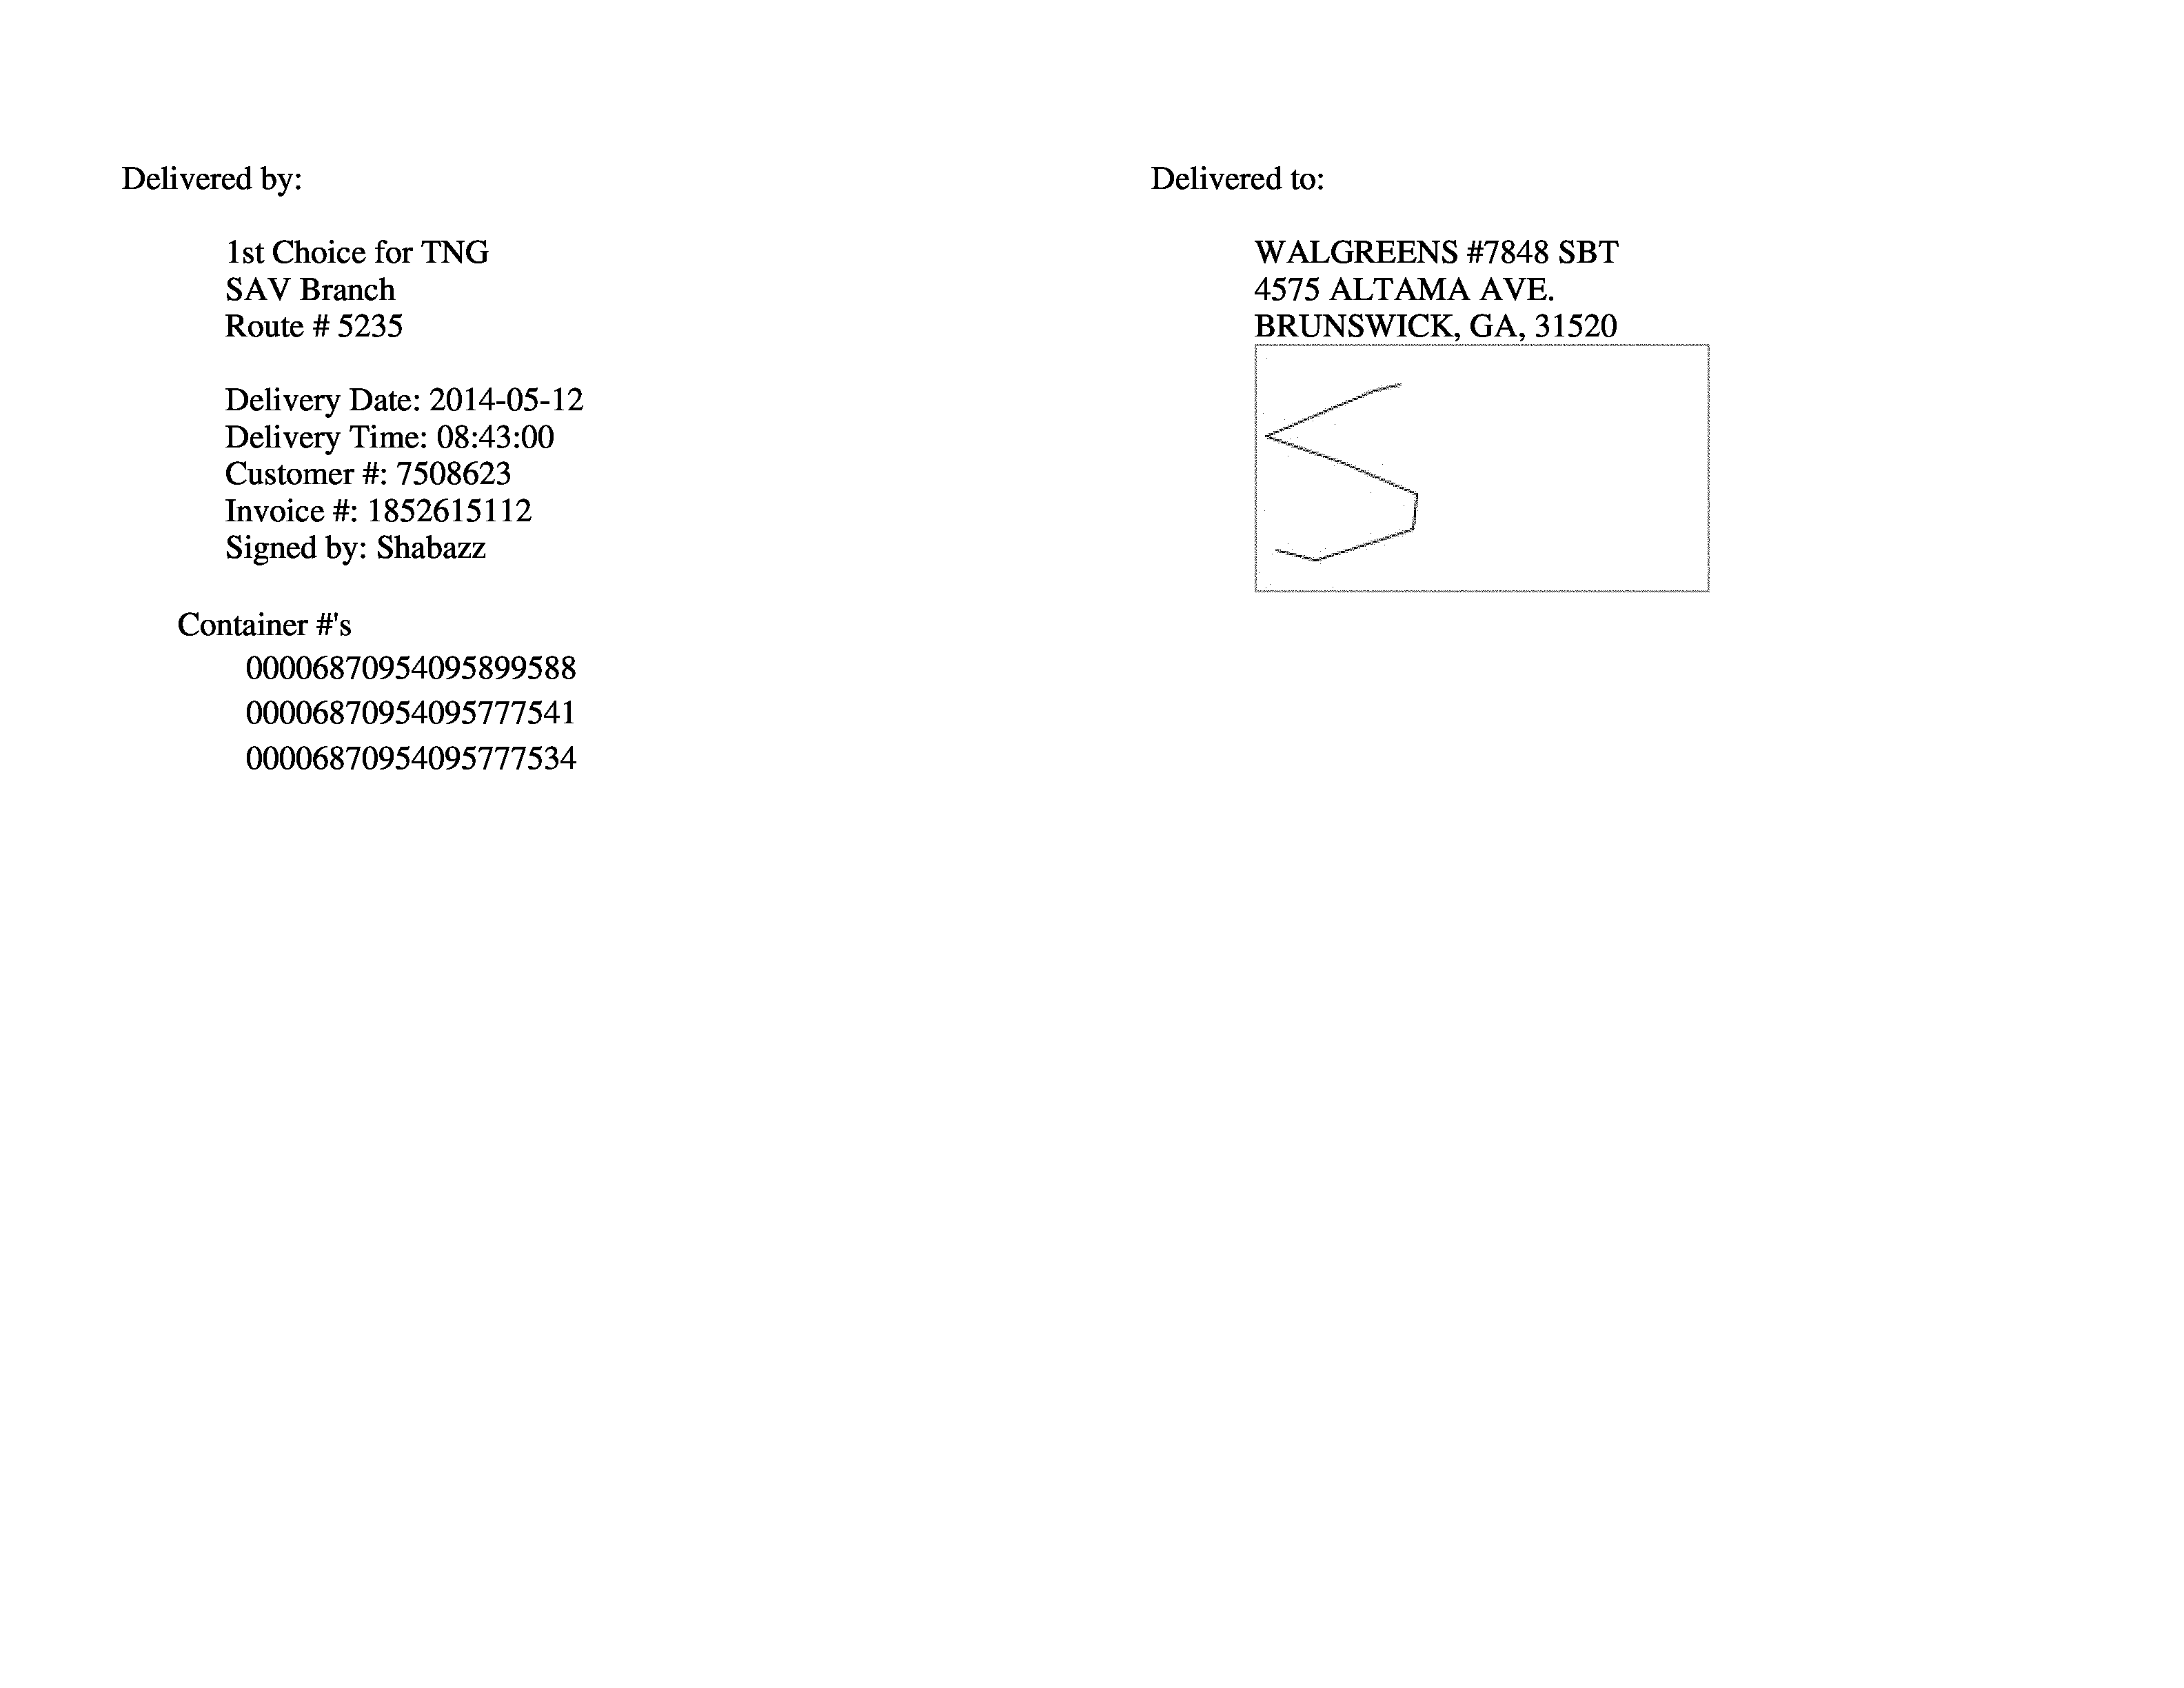 Delivered by:
1st Choice for TNG
SAV Branch
Route # 5235
Delivery Date: 2014-05-12
Delivery Time: 08:43:00
Customer #: 7508623
Invoice #: 1852615112
Signed by: Shabazz
Container #'s
00006870954095899588
00006870954095777541
00006870954095777534
Delivered to:
WALGREENS #7848 SBT
4575 ALTAMA AVE.
BRUNSWICK, GA, 31520